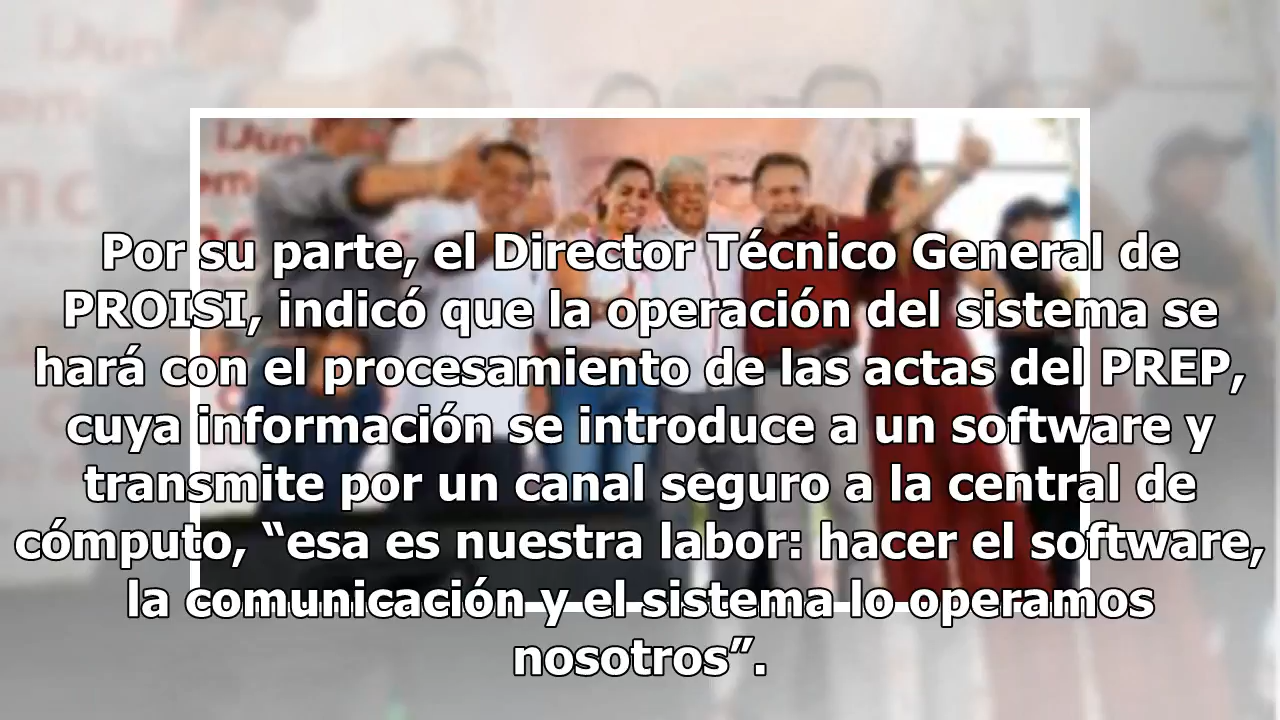 ¡Jun
em
Por su parte, el Director Técnico General de
PROISI, indicó que la operación del sistema se
hará con el procesamiento de las actas del PREP,
cuya información se introduce a un software y
transmite por un canal seguro a la central de
cómputo, “esa es nuestra labor: hacer el software,
la comunicación y el sistema lo operamos
nosotros”.